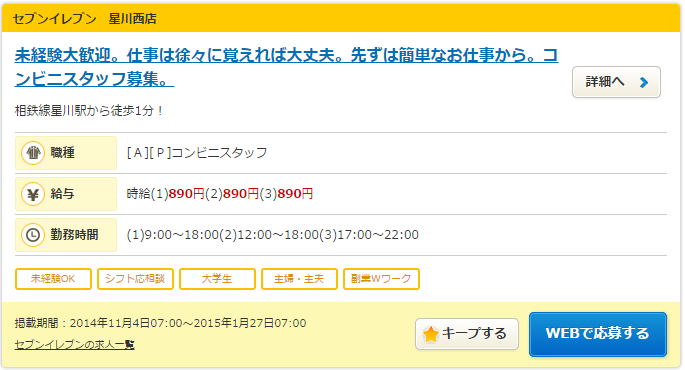 セブンイレブン　星川西店
未経験大歓迎。仕事は徐々に覚えれば大丈夫。先ずは簡単なお仕事から。コ
ンビニスタッフ募集。
詳細へ
相鉄線星川駅から徒歩1分！
職種 [Ａ][Ｐ]コンビニスタッフ
¥ 給与 時給(1)890円(2)890円(3)890円
勤務時間 (1)9:00～18:00(2)12:00～18:00(3)17:00～22:00
未経験OK シフト応相談 大学生 主婦・主夫 副業Wワーク
掲載期間：2014年11月4日07:00～2015年1月27日07:00
セブンイレブンの求人一覧
キープする WEBで応募する